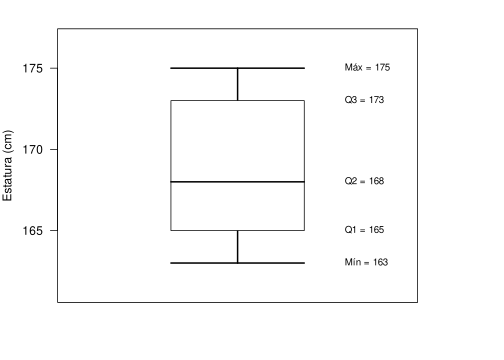 Estatura (cm)
175
170
165
Máx = 175
Q3 = 173
Q2 = 168
Q1 = 165
Mín = 163